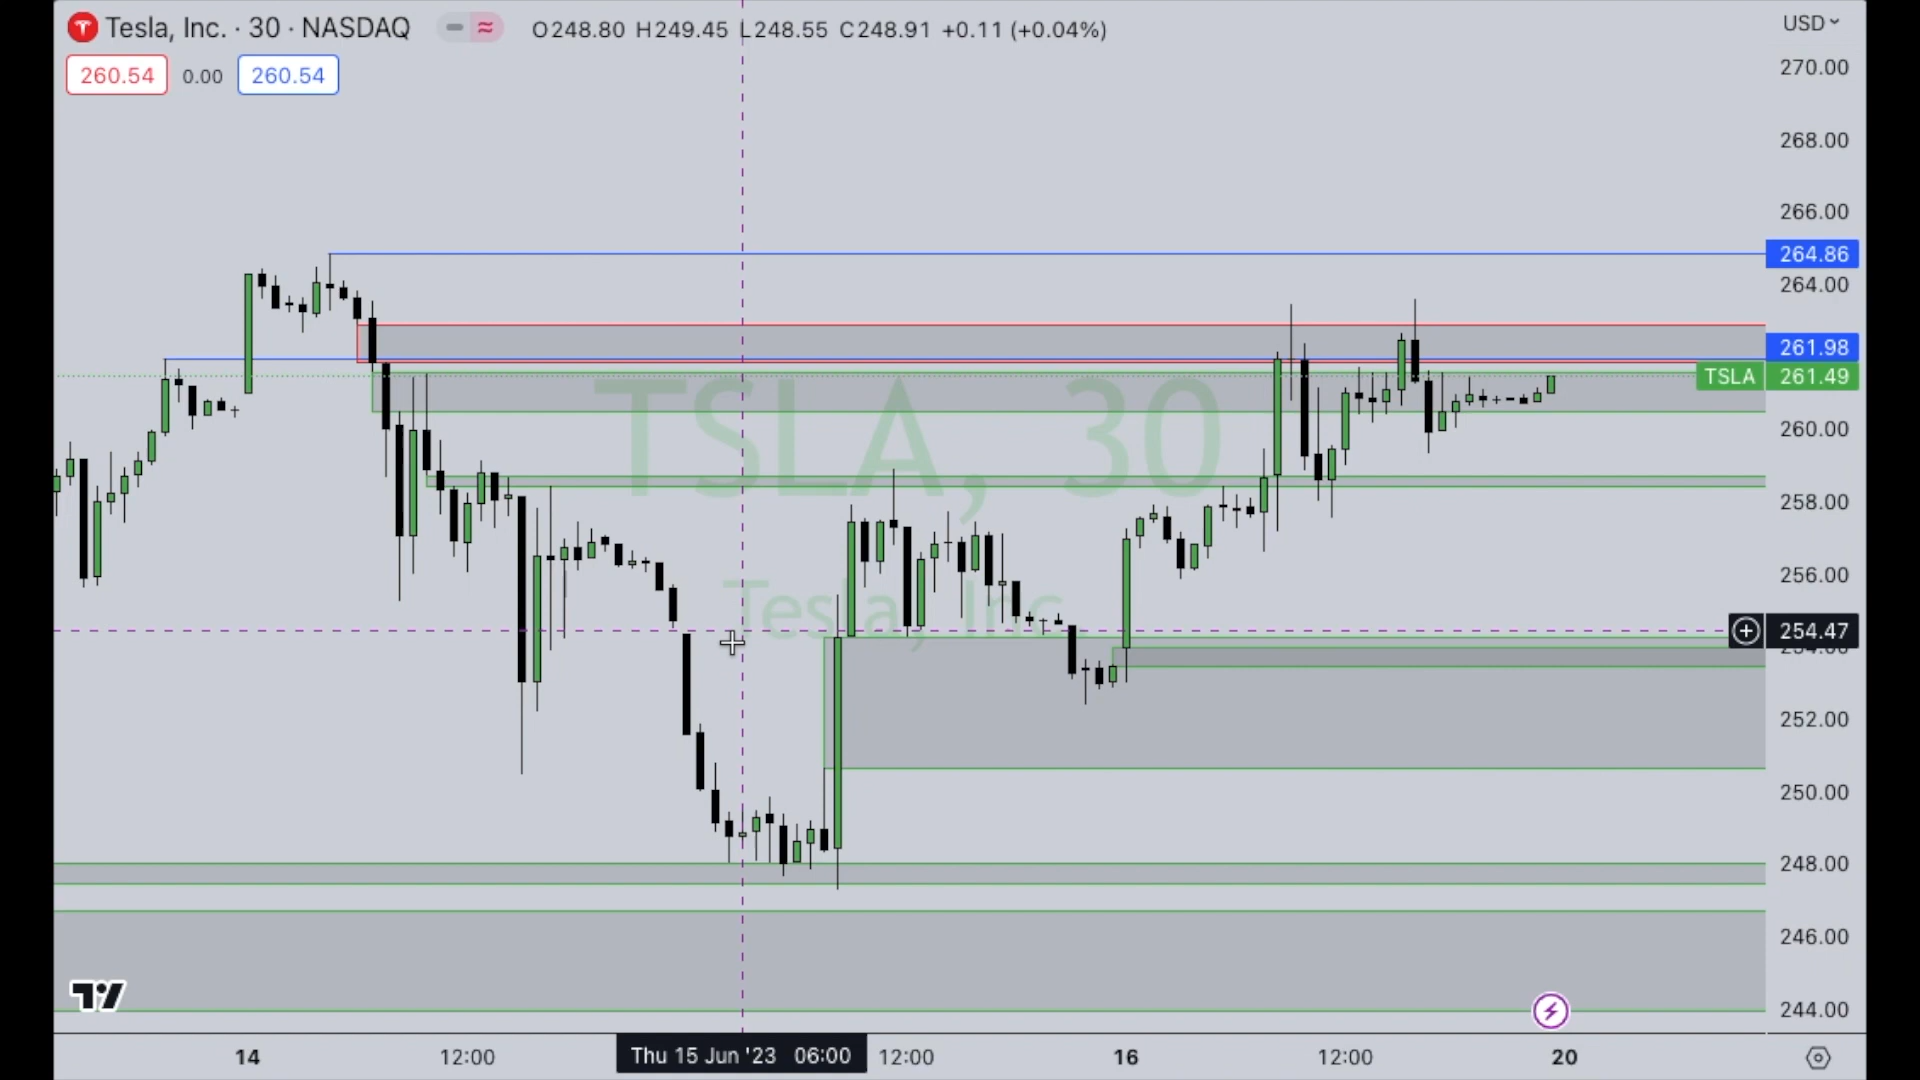 Tesla, Inc. · 30 · NASDAQ
O248.80 H249.45 L248.55 C248.91 +0.11 (+0.04%)
USD
260.54 0.00 260.54
270.00
268.00
266.00
264.86
264.00
261.98
TSLA 261.49
260.00
258.00
256.00
254.47
254.00
252.00
250.00
248.00
246.00
244.00
TSLA, 30
Tesla, Inc.
14 12:00 Thu 15 Jun '23 06:00 12:00 16 12:00 20